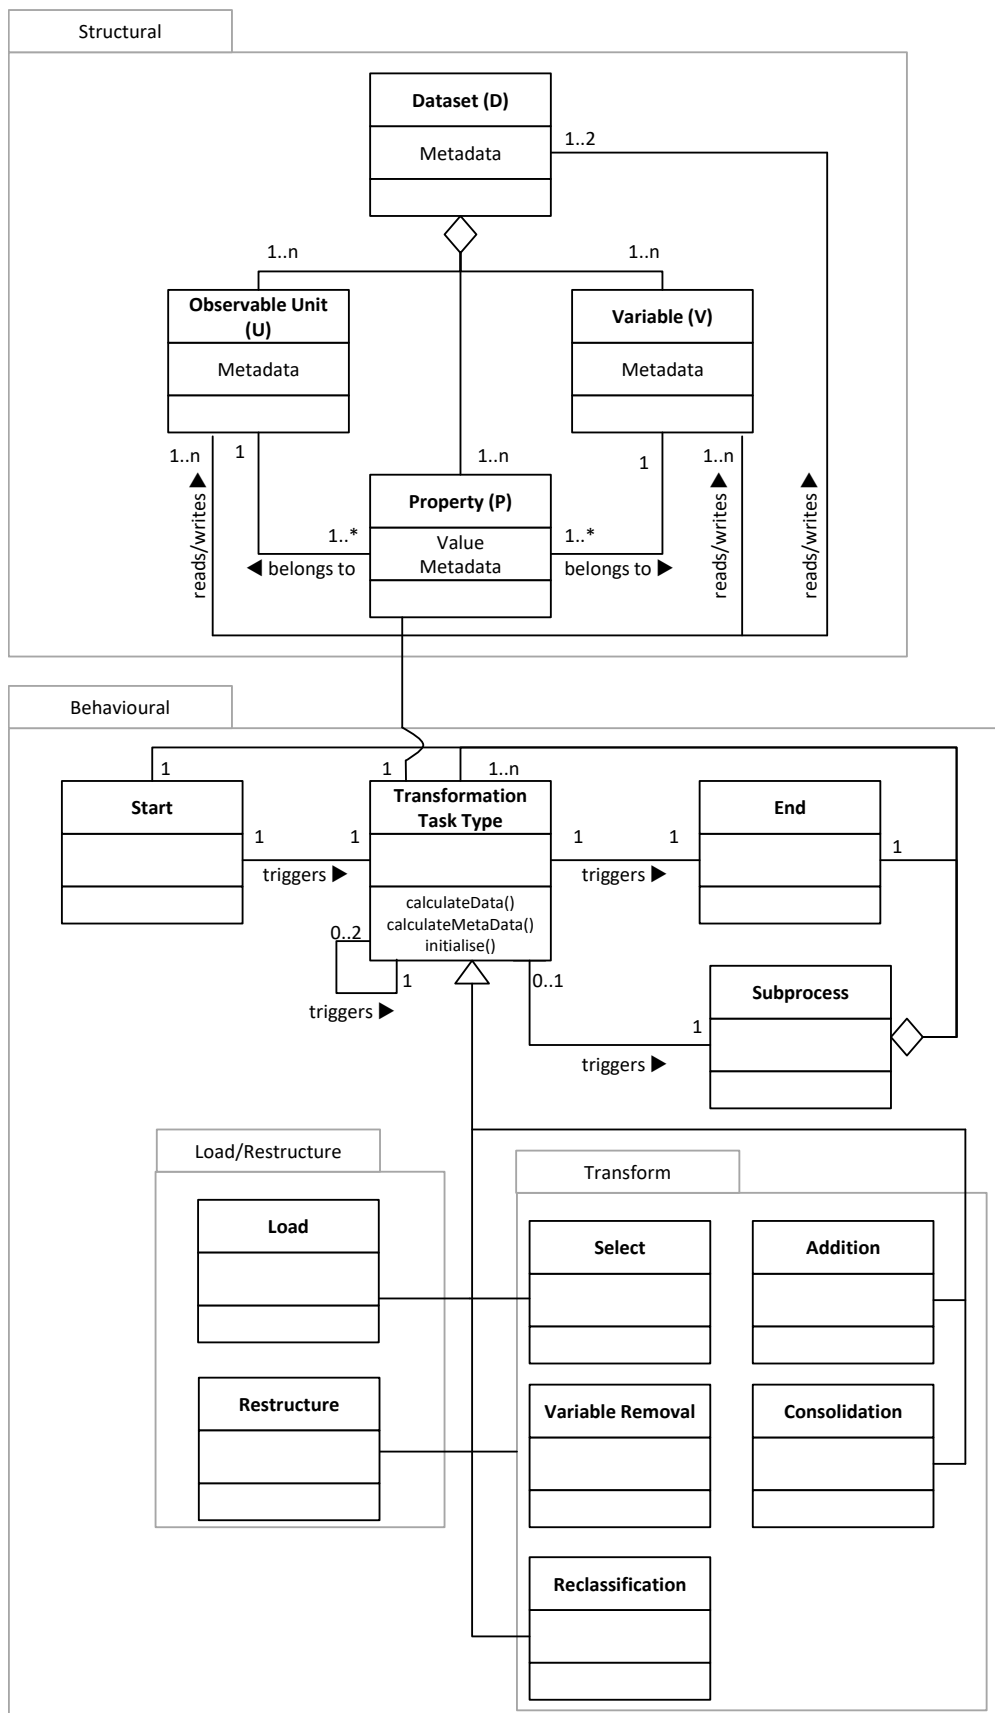 Structural
Dataset (D)
1..2
Metadata
1..n
1..n
Observable Unit
(U)
Variable (V)
Metadata
Metadata
1..n
1
1..n
1
1..n
Property (P)
reads/writes ▶
reads/writes ▶
reads/writes ▶
1..*
Value
1..*
Metadata
◀ belongs to
belongs to ▶
Behavioural
1
1
1..n
Start
Transformation
Task Type
End
1
1
1
1
1
triggers ▶
triggers ▶
calculateData()
calculateMetaData()
initialise()
0..2
1
0..1
triggers ▶
Subprocess
1
triggers ▶
Load/Restructure
Transform
Load
Select
Addition
Restructure
Variable Removal
Consolidation
Reclassification